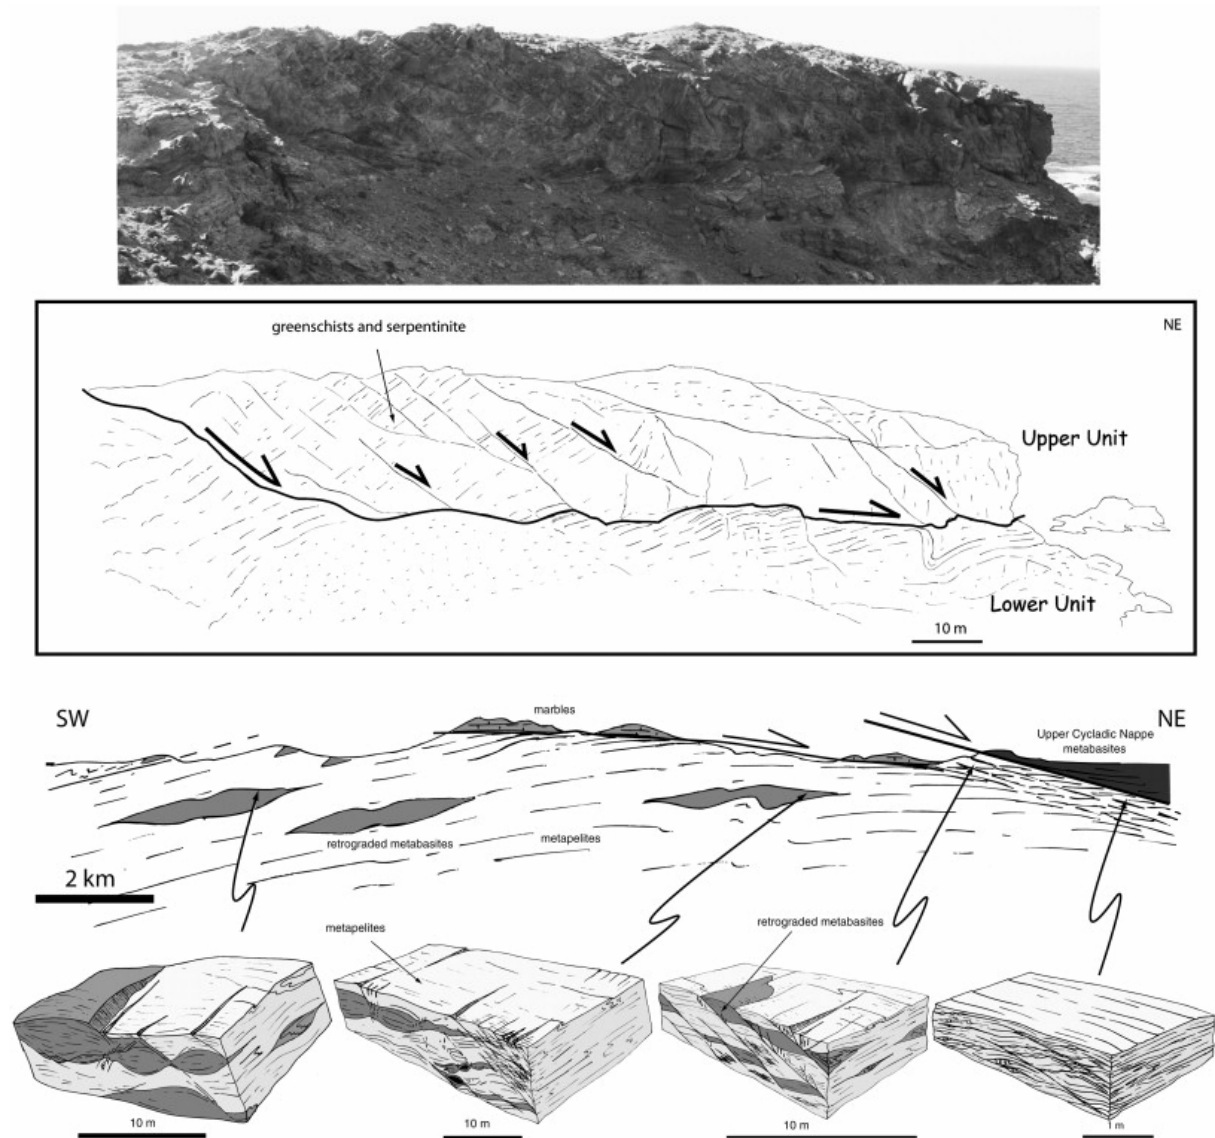 greenschists and serpentinite
NE
Upper Unit
Lower Unit
10 m
SW
marbles
NE
Upper Cycladic Nappe
metabasites
retrograded metabasites
metapelites
2 km
metapelites
retrograded metabasites
10 m
10 m
10 m
1 m